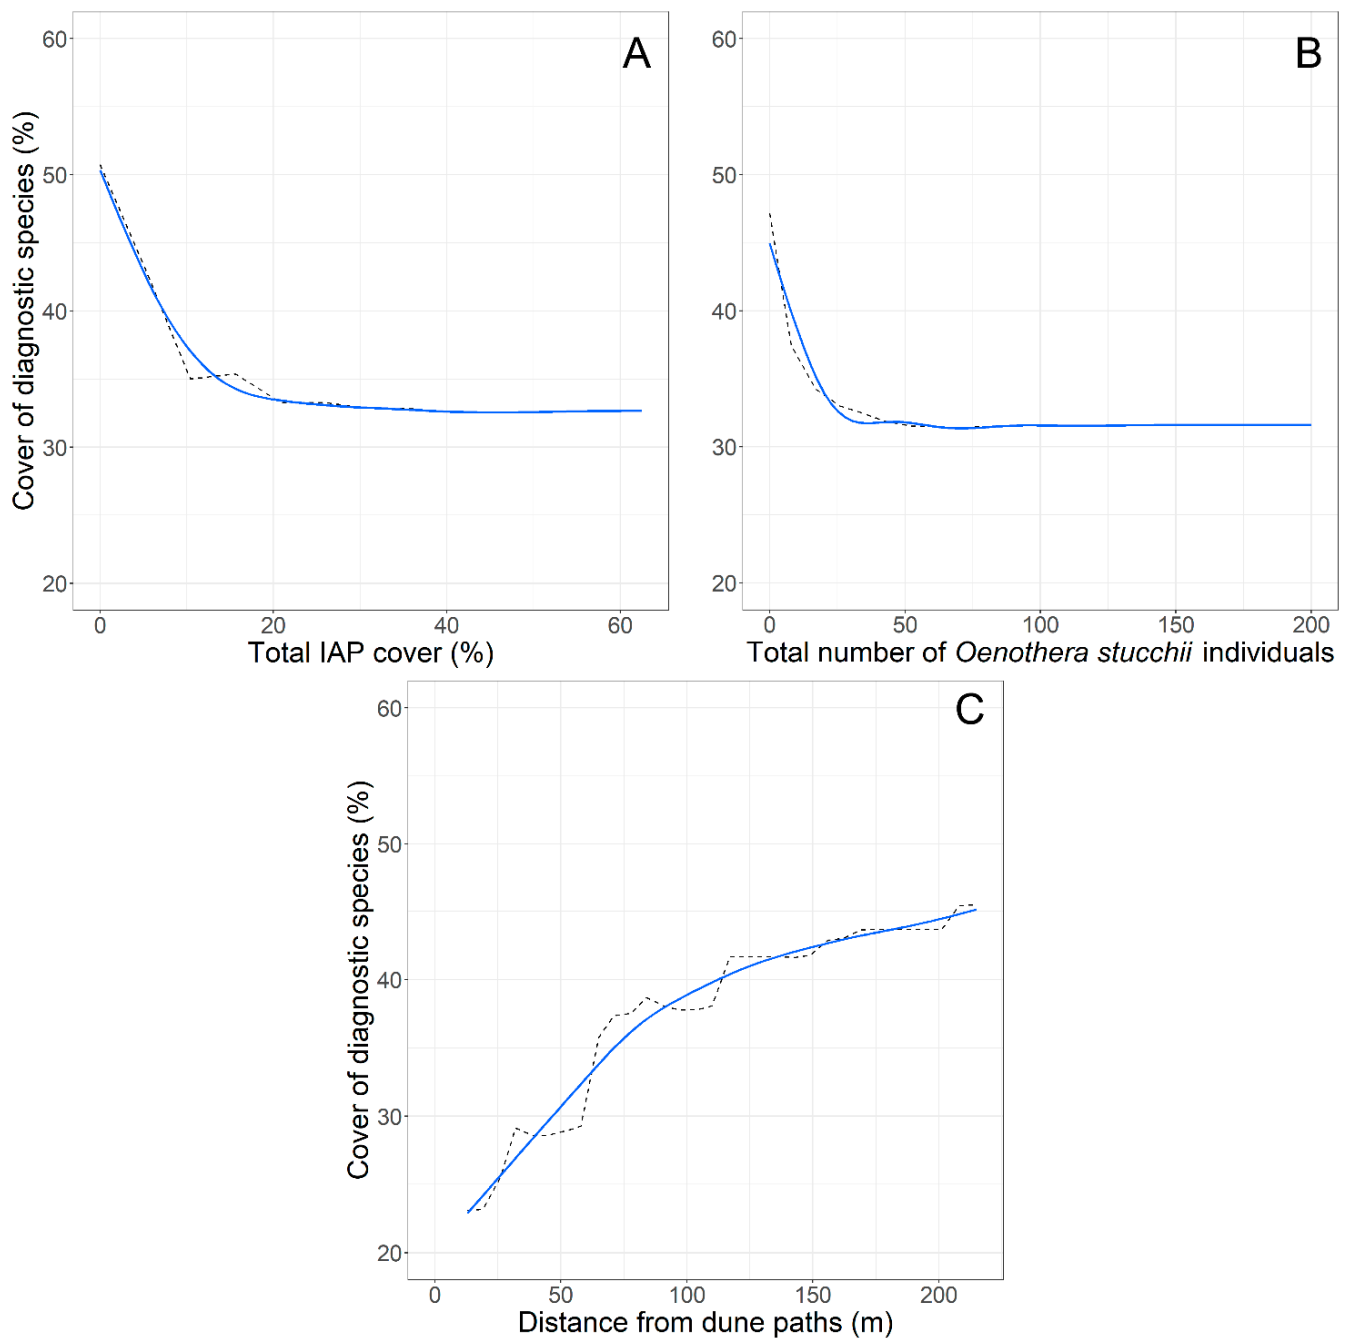 A
Cover of diagnostic species (%)
60
50
40
30
20
0 20 40 60
Total IAP cover (%)
B
60
50
40
30
20
0 50 100 150 200
Total number of Oenothera stucchii individuals
C
Cover of diagnostic species (%)
60
50
40
30
20
0 50 100 150 200
Distance from dune paths (m)